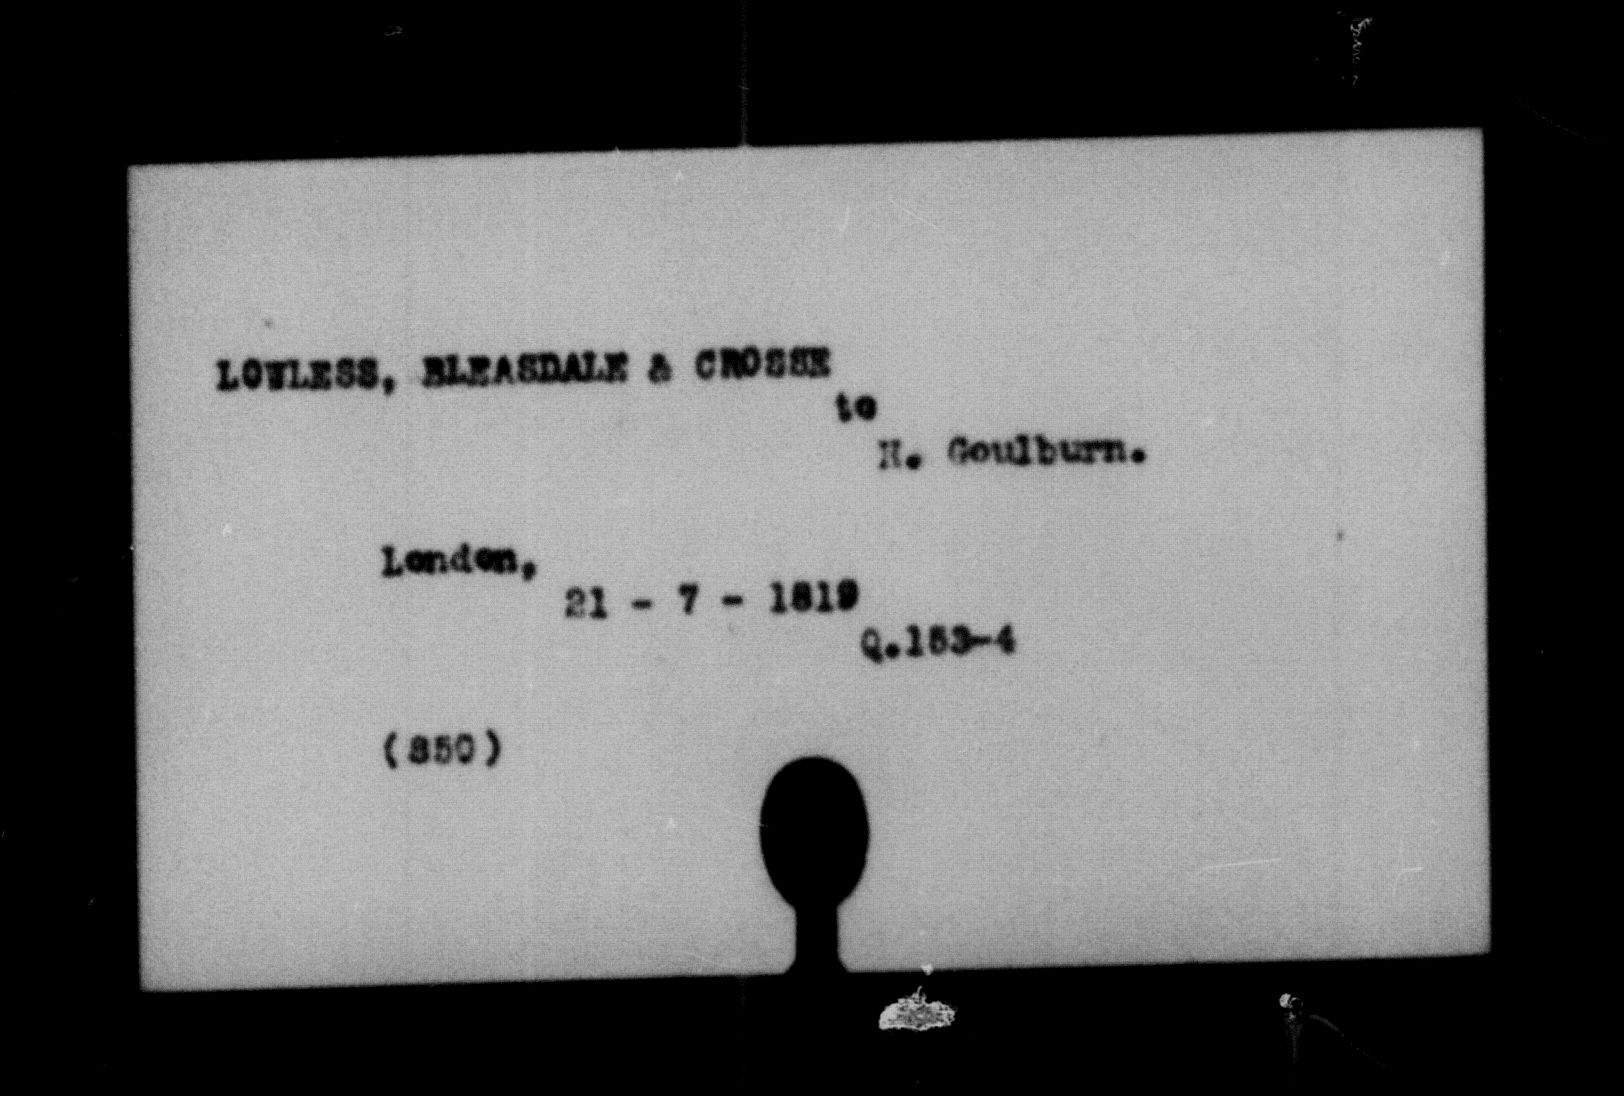 LOWLESS, BLEASDALE & CROSSE
to
H. Goulburn.
London,
21 - 7 - 1819
Q.153-4
(850)